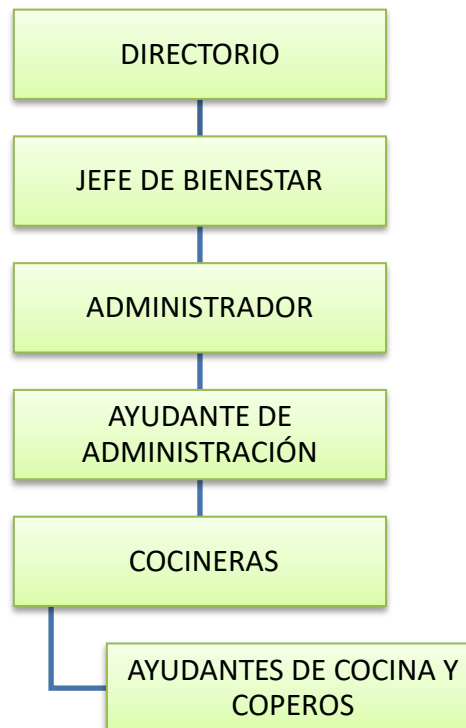 DIRECTORIO
JEFE DE BIENESTAR
ADMINISTRADOR
AYUDANTE DE
ADMINISTRACIÓN
COCINERAS
AYUDANTES DE COCINA Y
COPEROS